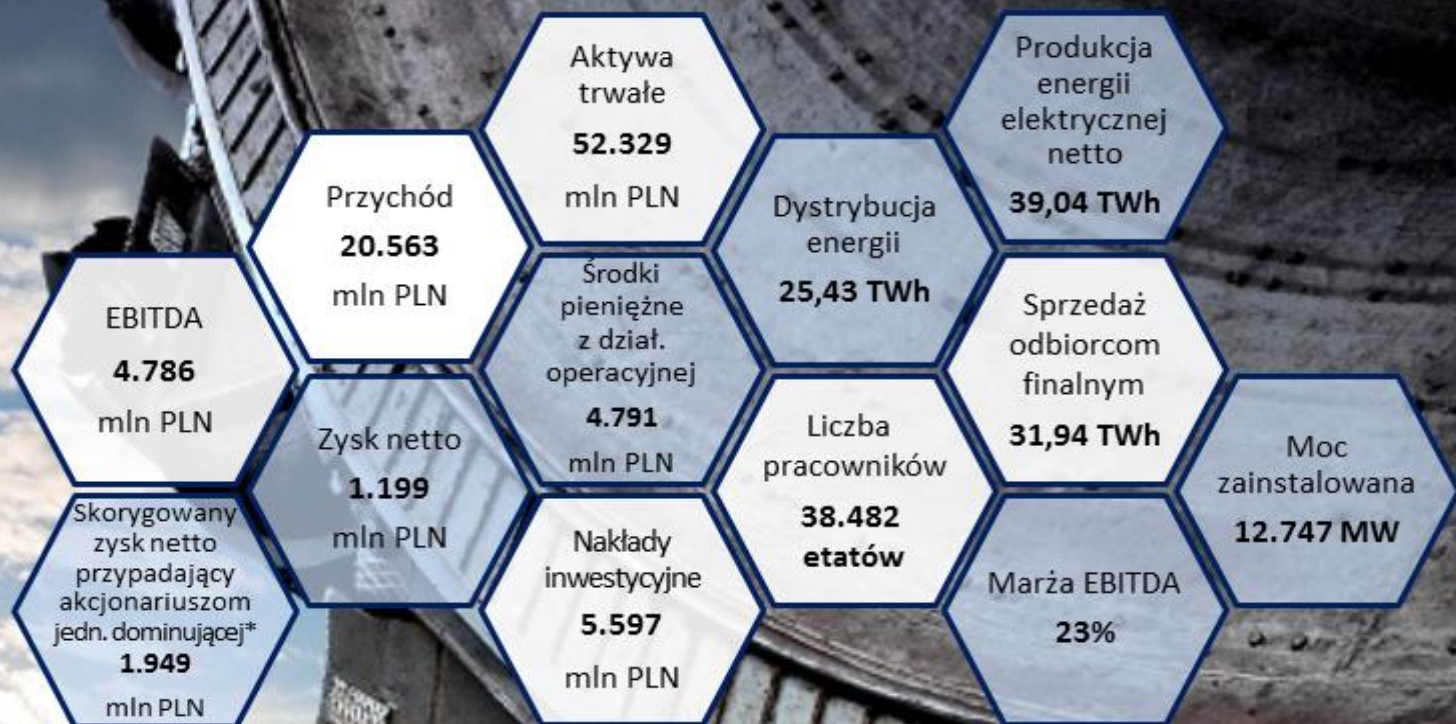 Aktywa
trwałe
52.329
mln PLN
Produkcja
energii
elektrycznej
netto
39,04 TWh
Przychód
20.563
mln PLN
Dystrybucja
energii
25,43 TWh
EBITDA
4.786
mln PLN
Środki
pieniężne
z dział.
operacyjnej
4.791
mln PLN
Sprzedaż
odbiorcom
finalnym
31,94 TWh
Zysk netto
1.199
mln PLN
Liczba
pracowników
38.482
etatów
Moc
zainstalowana
12.747 MW
Skorygowany
zysk netto
przypadający
akcjonariuszom
jedn. dominującej*
1.949
mln PLN
Nakłady
inwestycyjne
5.597
mln PLN
Marża EBITDA
23%